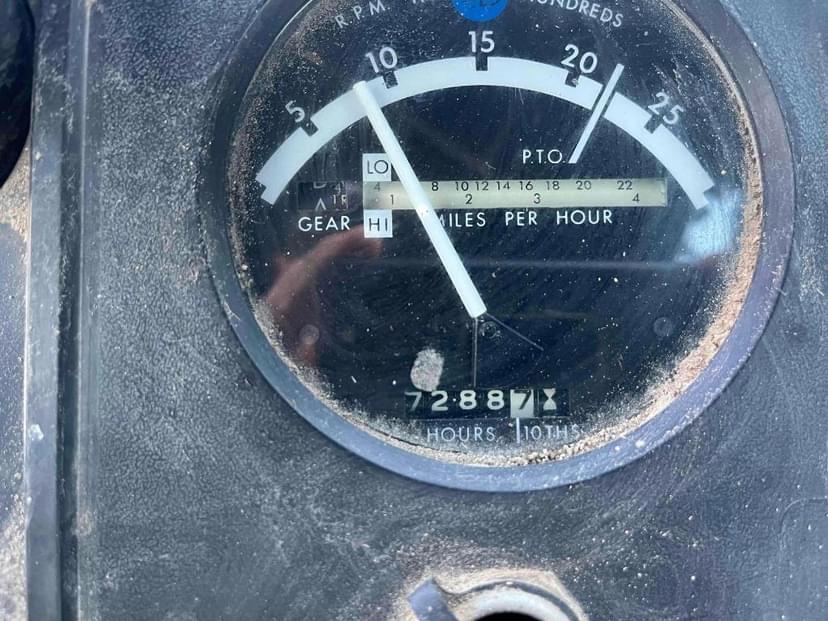 RPM HUNDREDS
5 10 15 20 25
P.T.O.
LO
4 8 10 12 14 16 18 20 22
1 2 3 4
GEAR HI MILES PER HOUR
72887
HOURS 10THS